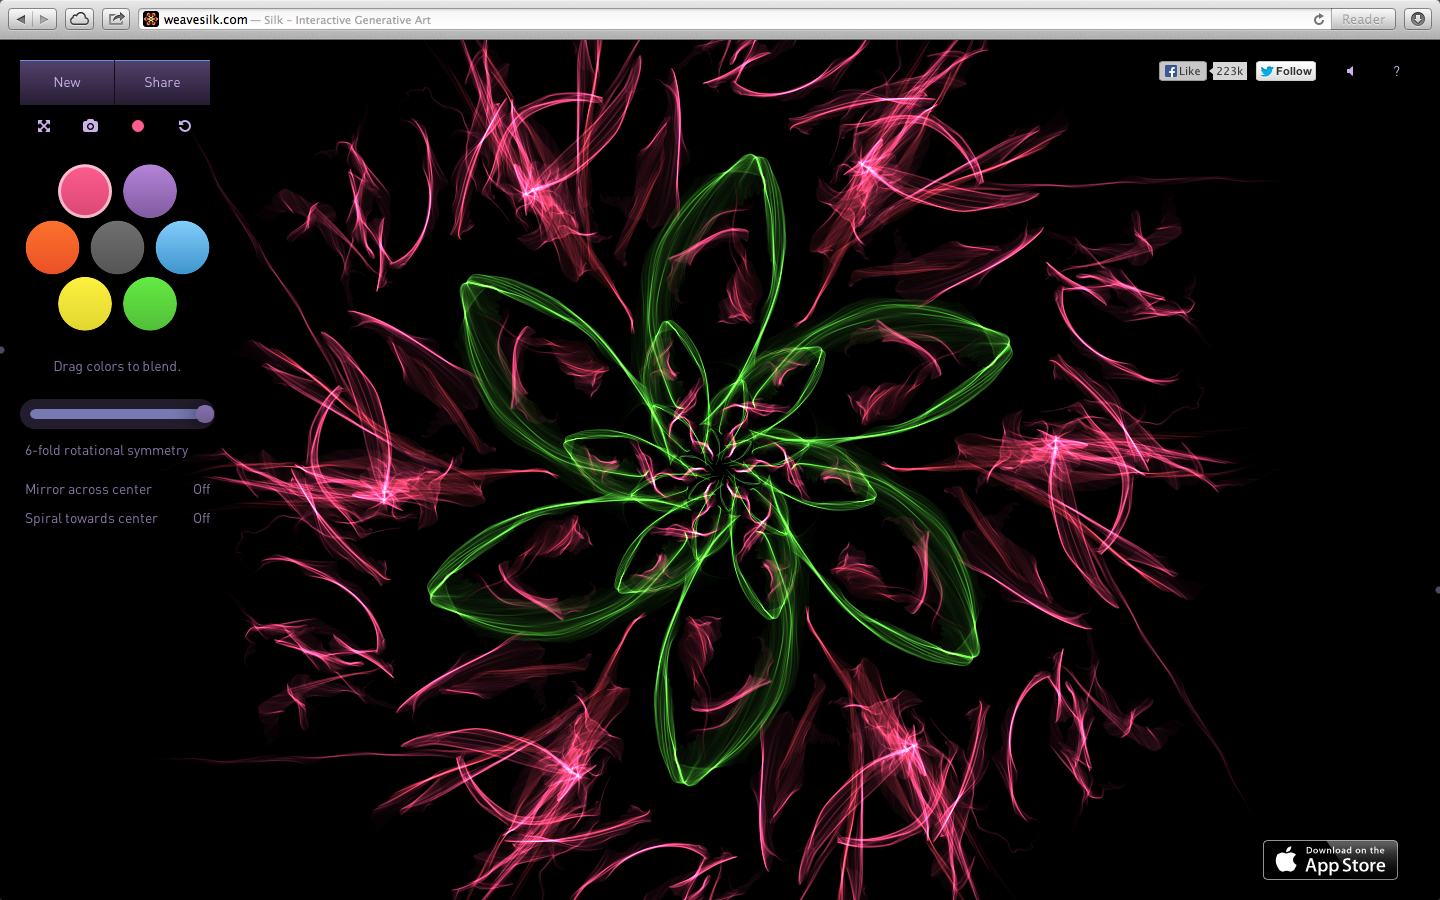 weavesilk.com — Silk – Interactive Generative Art
Reader
New
Share
Like
223k
Follow
?
Drag colors to blend.
6-fold rotational symmetry
Mirror across center Off
Spiral towards center Off
Download on the
App Store